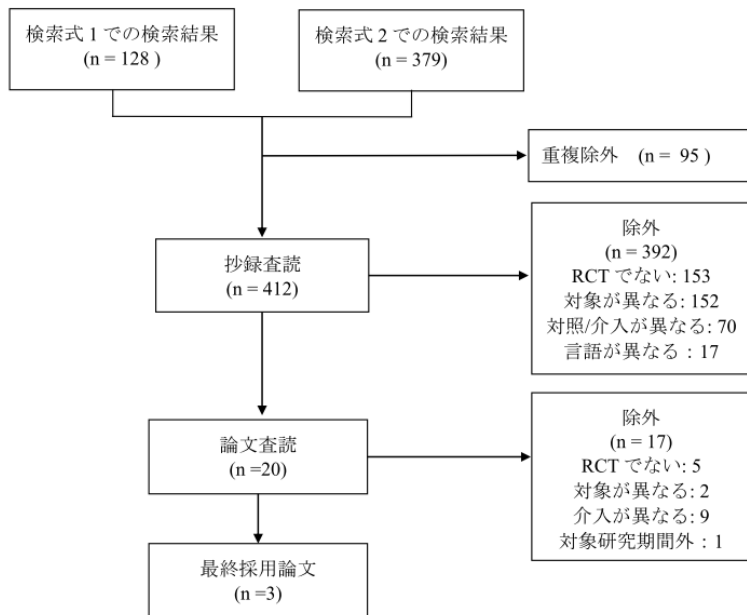 検索式 1 での検索結果
(n = 128 )
検索式 2 での検索結果
(n = 379)
重複除外 (n = 95 )
抄録査読
(n = 412)
除外
(n = 392)
RCT でない: 153
対象が異なる: 152
対照/介入が異なる: 70
言語が異なる：17
論文査読
(n =20)
除外
(n = 17)
RCT でない: 5
対象が異なる: 2
介入が異なる: 9
対象研究期間外：1
最終採用論文
(n =3)